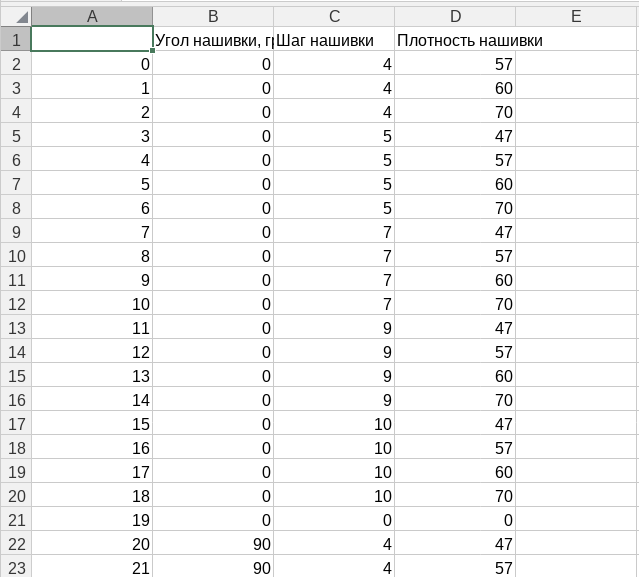 A B C D E
1 Угол нашивки, гр Шаг нашивки Плотность нашивки
2 0 0 4 57
3 1 0 4 60
4 2 0 4 70
5 3 0 5 47
6 4 0 5 57
7 5 0 5 60
8 6 0 5 70
9 7 0 7 47
10 8 0 7 57
11 9 0 7 60
12 10 0 7 70
13 11 0 9 47
14 12 0 9 57
15 13 0 9 60
16 14 0 9 70
17 15 0 10 47
18 16 0 10 57
19 17 0 10 60
20 18 0 10 70
21 19 0 0 0
22 20 90 4 47
23 21 90 4 57